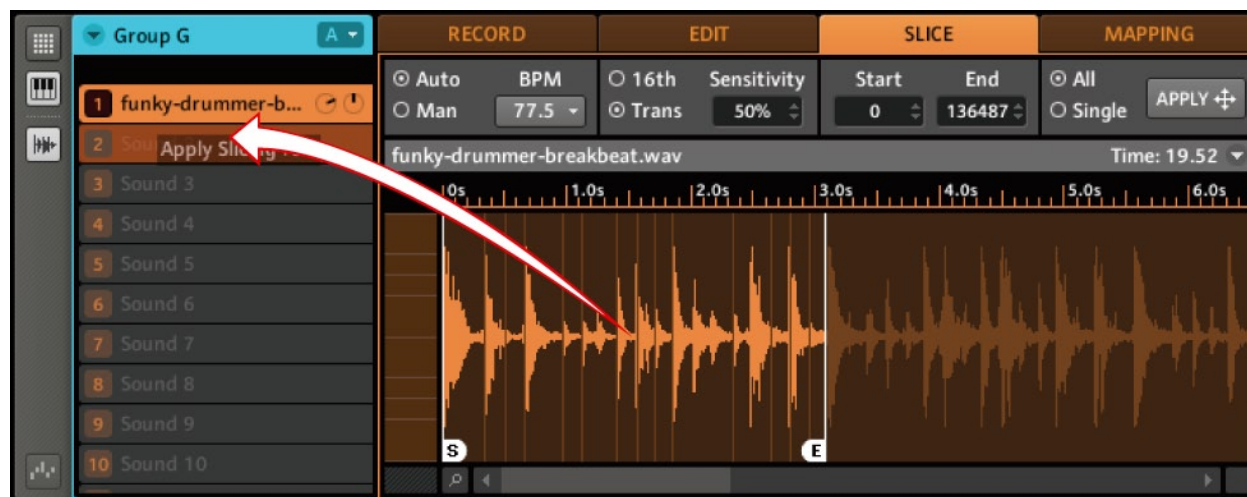 Group G A
RECORD EDIT SLICE MAPPING
Auto BPM 16th Sensitivity Start End All
Man 77.5 Trans 50% 0 136487 Single APPLY
1 funky-drummer-b...
2 Apply Slicing
funky-drummer-breakbeat.wav Time: 19.52
3 Sound 3
0s 1.0s 2.0s 3.0s 4.0s 5.0s 6.0s
4 Sound 4
5 Sound 5
6 Sound 6
7 Sound 7
8 Sound 8
9 Sound 9
S E
10 Sound 10